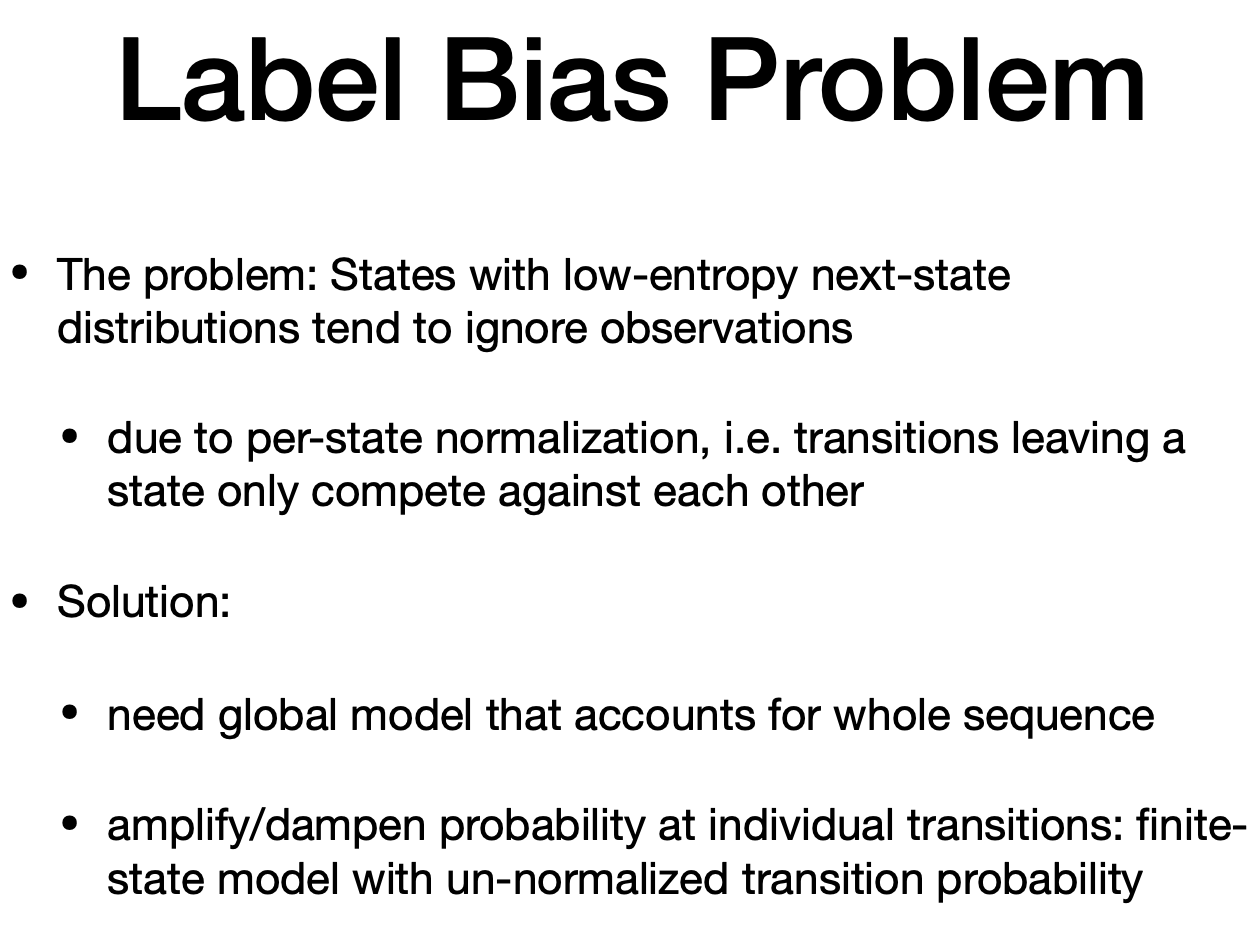 Label Bias Problem
• The problem: States with low-entropy next-state
distributions tend to ignore observations
• due to per-state normalization, i.e. transitions leaving a
state only compete against each other
• Solution:
• need global model that accounts for whole sequence
• amplify/dampen probability at individual transitions: finite-
state model with un-normalized transition probability